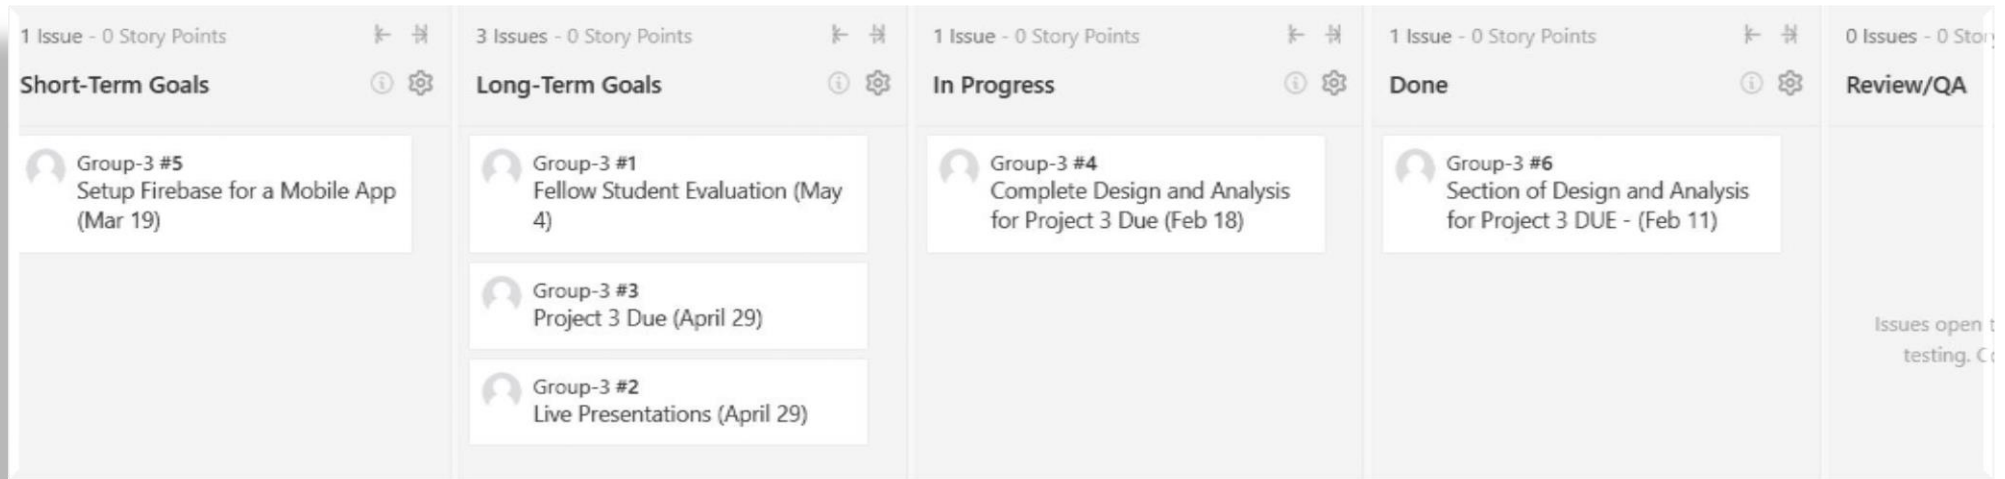 1 Issue - 0 Story Points
Short-Term Goals
Group-3 #5
Setup Firebase for a Mobile App
(Mar 19)
3 Issues - 0 Story Points
Long-Term Goals
Group-3 #1
Fellow Student Evaluation (May
4)
Group-3 #3
Project 3 Due (April 29)
Group-3 #2
Live Presentations (April 29)
1 Issue - 0 Story Points
In Progress
Group-3 #4
Complete Design and Analysis
for Project 3 Due (Feb 18)
1 Issue - 0 Story Points
Done
Group-3 #6
Section of Design and Analysis
for Project 3 DUE - (Feb 11)
0 Issues - 0
Review/QA
Issues open
testing.